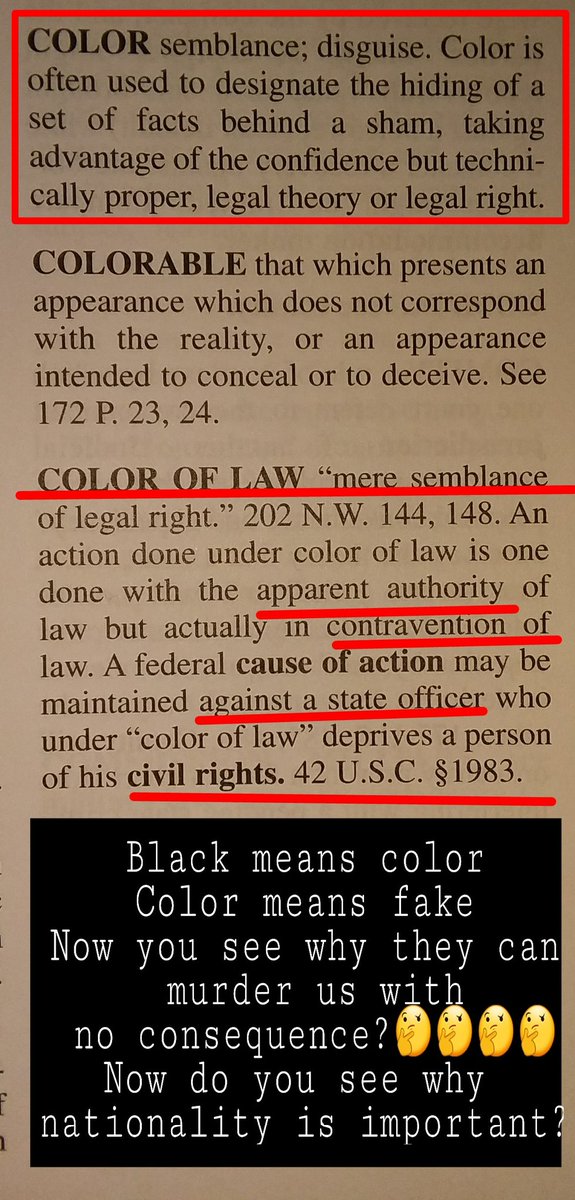 COLOR semblance; disguise. Color is
often used to designate the hiding of a
set of facts behind a sham, taking
advantage of the confidence but techni-
cally proper, legal theory or legal right.
COLORABLE that which presents an
appearance which does not correspond
with the reality, or an appearance
intended to conceal or to deceive. See
172 P. 23, 24.
COLOR OF LAW “mere semblance
of legal right.” 202 N.W. 144, 148. An
action done under color of law is one
done with the apparent authority of
law but actually in contravention of
law. A federal cause of action may be
maintained against a state officer who
under “color of law” deprives a person
of his civil rights. 42 U.S.C. §1983.
Black means color
Color means fake
Now you see why they can
murder us with
no consequence?🤔🤔🤔🤔
Now do you see why
nationality is important?